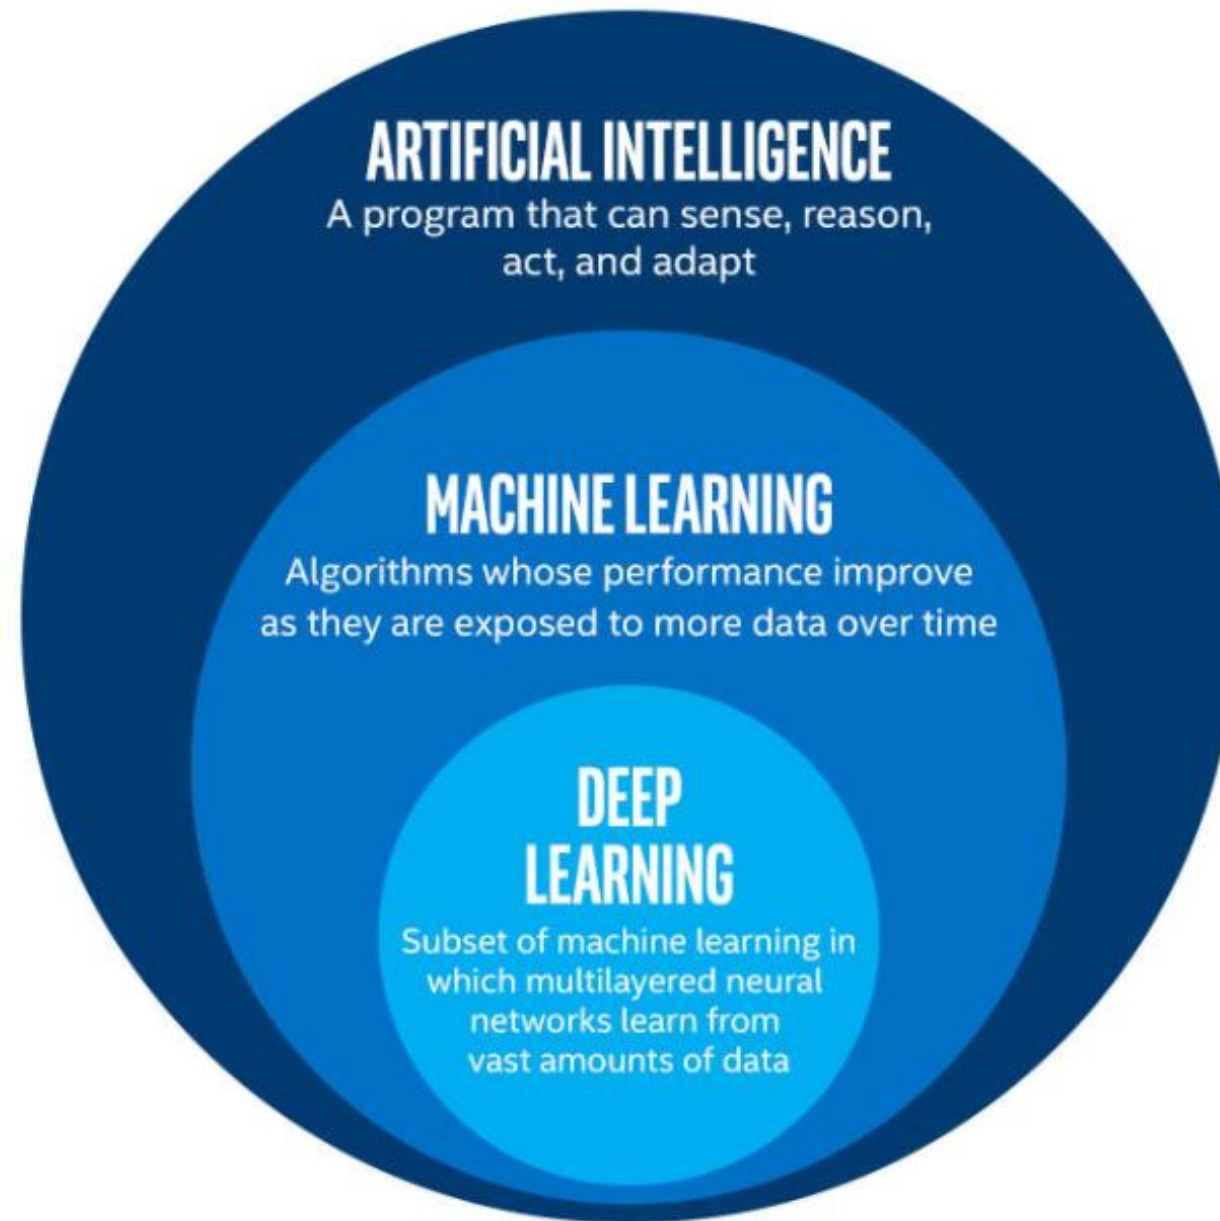 ARTIFICIAL INTELLIGENCE
A program that can sense, reason,
act, and adapt
MACHINE LEARNING
Algorithms whose performance improve
as they are exposed to more data over time
DEEP
LEARNING
Subset of machine learning in
which multilayered neural
networks learn from
vast amounts of data